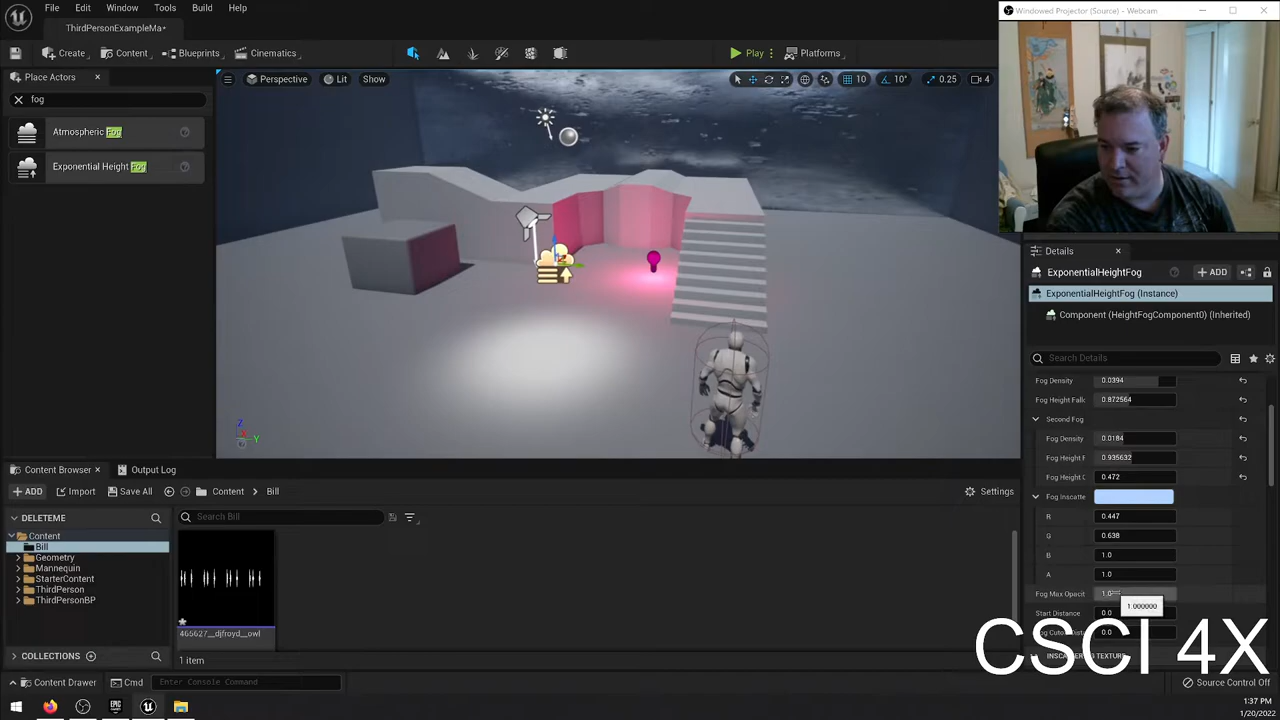 File Edit Window Tools Build Help
Windowed Projector (Source) - Webcam
ThirdPersonExampleMa•
Create Content Blueprints Cinematics Play Platforms
Place Actors
Perspective Lit Show 10 10° 0.25 4
fog
Atmospheric Fog
Exponential Height Fog
Details
ExponentialHeightFog
ADD
ExponentialHeightFog (Instance)
Component (HeightFogComponent0) (Inherited)
Search Details
Fog Density 0.0394
Fog Height Falk 0.872564
Second Fog
Fog Density 0.0184
Fog Height F 0.935632
Fog Height C 0.472
Fog Inscatte
R 0.447
G 0.638
B 1.0
A 1.0
Fog Max Opacit 1.0
1.000000
Start Distance 0.0
0.0
Z
Y
Content Browser Output Log
ADD Import Save All Content Bill Settings
DELETEME
Search Bill
Content
Bill
Geometry
Mannequin
StarterContent
ThirdPerson
ThirdPersonBP
465627__djfroyd__owl
COLLECTIONS
1 item
CSCI 4X
Content Drawer Cmd Enter Console Command
Source Control Off
1:37 PM
1/20/2022